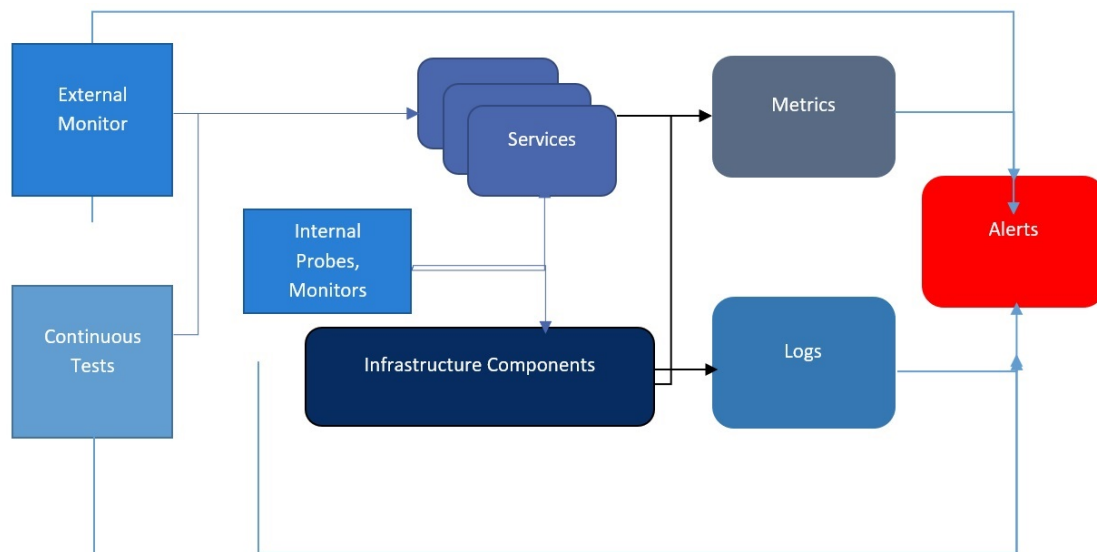 External
Monitor
Services
Metrics
Internal
Probes,
Monitors
Alerts
Continuous
Tests
Infrastructure Components
Logs